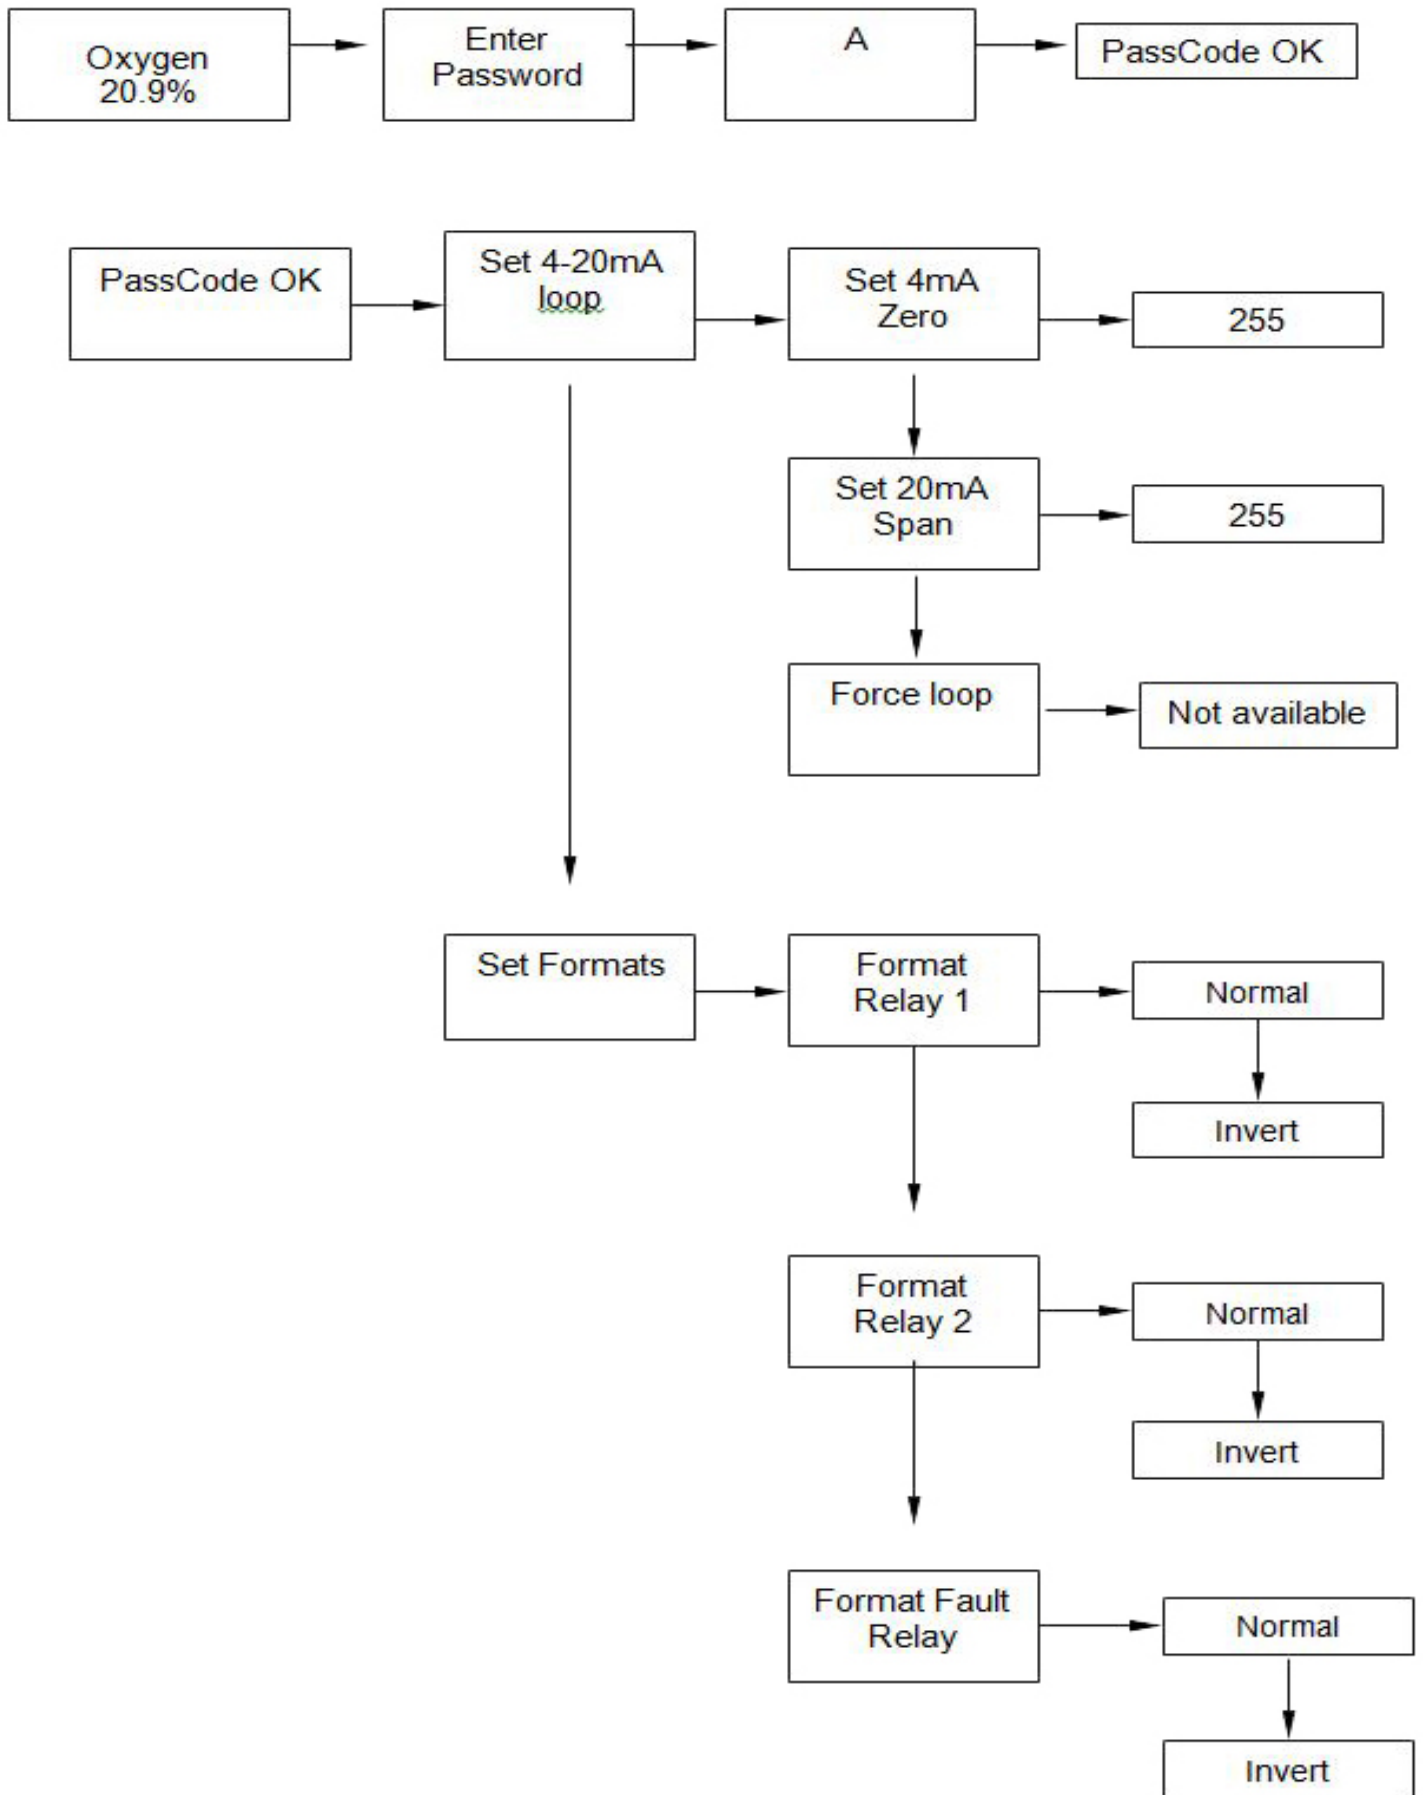 Oxygen
20.9%
Enter
Password
A
PassCode OK
PassCode OK
Set 4-20mA
loop
Set 4mA
Zero
255
Set 20mA
Span
255
Force loop
Not available
Set Formats
Format
Relay 1
Normal
Invert
Format
Relay 2
Normal
Invert
Format Fault
Relay
Normal
Invert